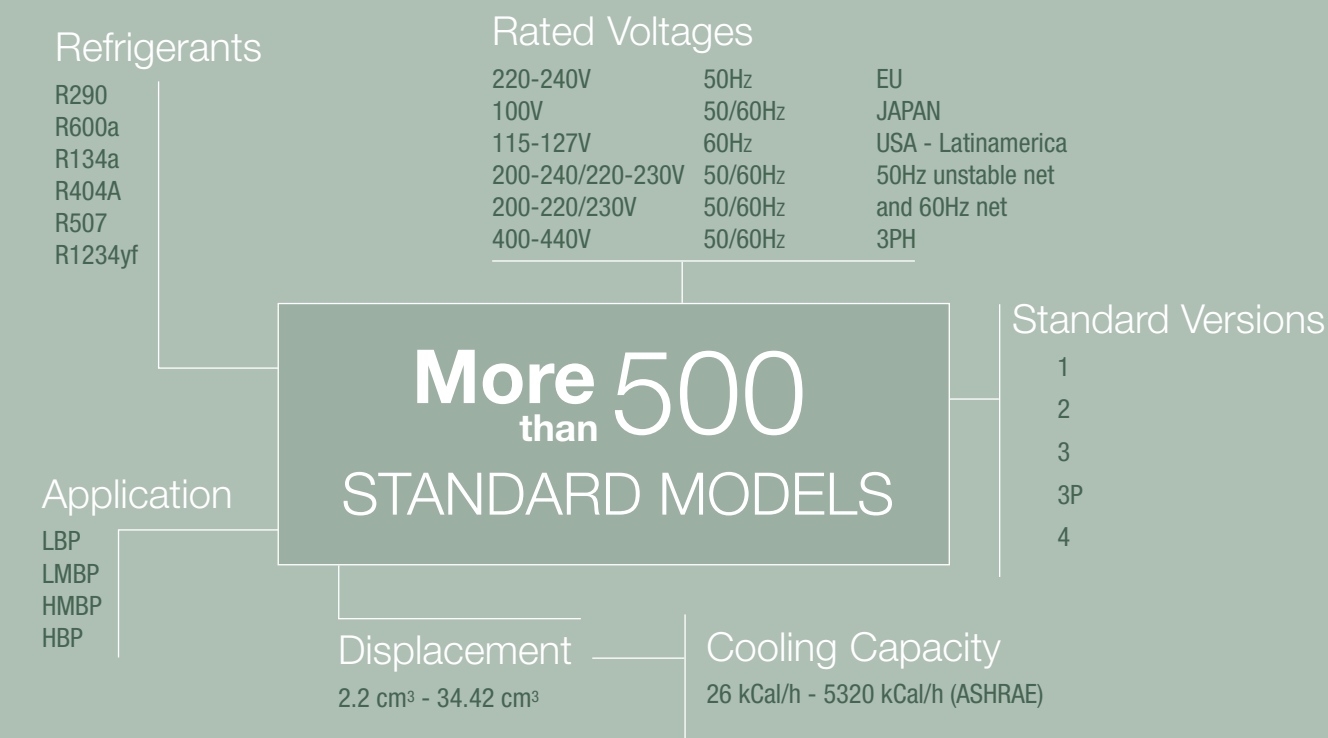 Refrigerants
R290
R600a
R134a
R404A
R507
R1234yf
Rated Voltages
220-240V 50Hz EU
100V 50/60Hz JAPAN
115-127V 60Hz USA - Latinamerica
200-240/220-230V 50/60Hz 50Hz unstable net
200-220/230V 50/60Hz and 60Hz net
400-440V 50/60Hz 3PH
More than 500
STANDARD MODELS
Standard Versions
1
2
3
3P
4
Application
LBP
LMBP
HMBP
HBP
Displacement
2.2 cm³ - 34.42 cm³
Cooling Capacity
26 kCal/h - 5320 kCal/h (ASHRAE)